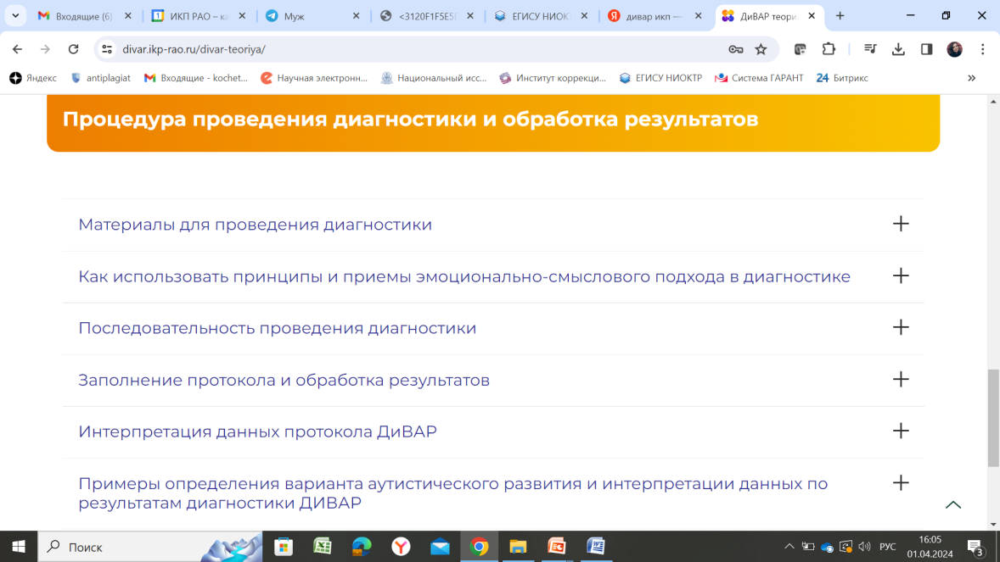 Входящие (6)
ИКП РАО – ка
Муж
<3120F1F5E5
ЕГИСУ НИОК
дивар икп —
ДиВАР теори
divar.ikp-rao.ru/divar-teoriya/
Яндекс
antiplagiat
Входящие - kochet...
Научная электронн...
Национальный исс...
Институт коррекци...
ЕГИСУ НИОКТР
Система ГАРАНТ
24 Битрикс
»
Процедура проведения диагностики и обработка результатов
Материалы для проведения диагностики
Как использовать принципы и приемы эмоционально-смыслового подхода в диагностике
Последовательность проведения диагностики
Заполнение протокола и обработка результатов
Интерпретация данных протокола ДиВАР
Примеры определения варианта аутистического развития и интерпретации данных по
результатам диагностики ДИВАР
Поиск
РУС
16:05
01.04.2024
3